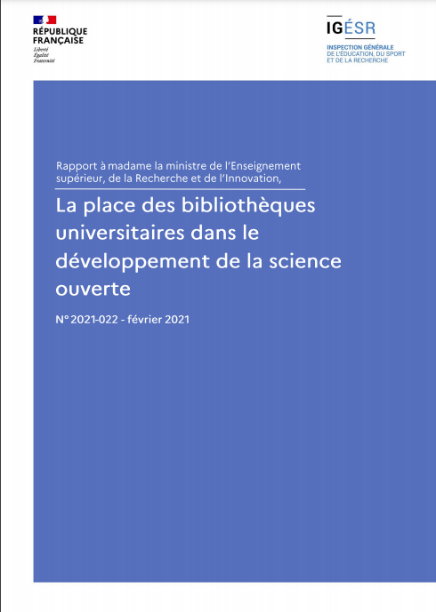 RÉPUBLIQUE
FRANÇAISE
Liberté
Égalité
Fraternité
IGÉSR
INSPECTION GÉNÉRALE
DE L'ÉDUCATION, DU SPORT
ET DE LA RECHERCHE
Rapport à madame la ministre de l'Enseignement
supérieur, de la Recherche et de l'Innovation,
La place des bibliothèques
universitaires dans le
développement de la science
ouverte
N° 2021-022 - février 2021